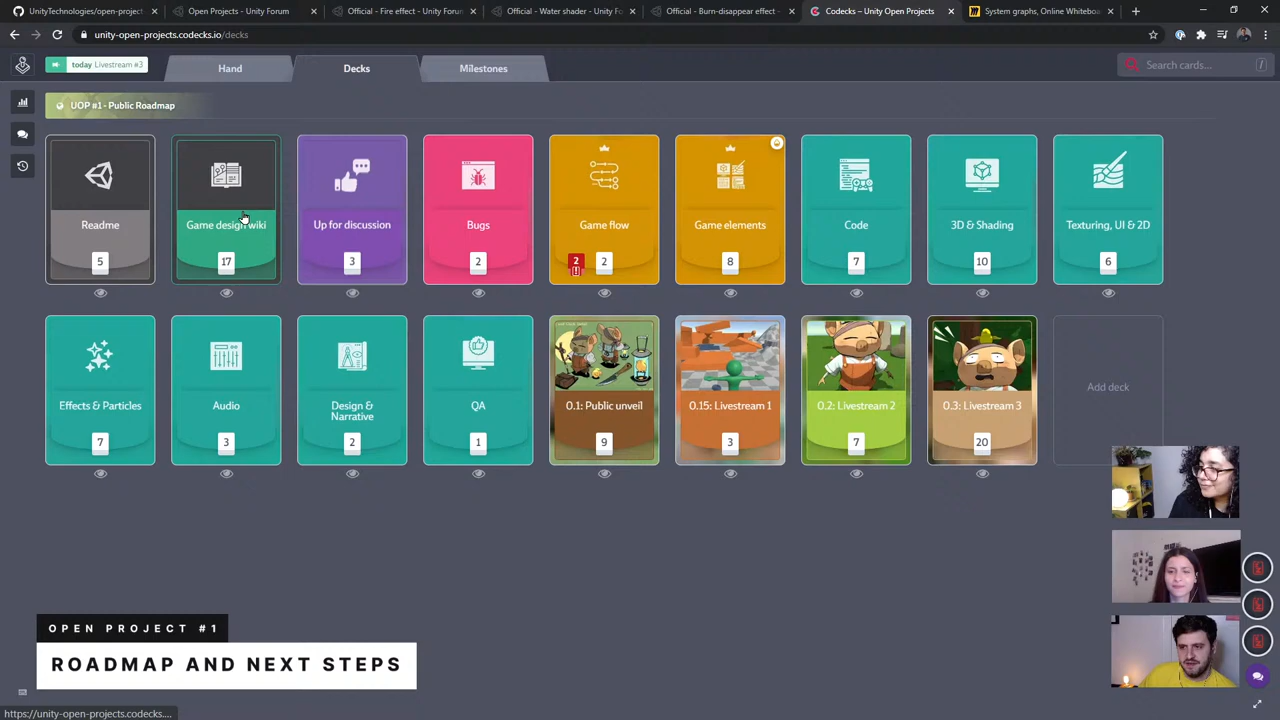 UnityTechnologies/open-project
Open Projects - Unity Forum
Official - Fire effect - Unity Forum
Official - Water shader - Unity Fo
Official - Burn-disappear effect -
Codecks – Unity Open Projects
System graphs, Online Whiteboa
unity-open-projects.codecks.io/decks
today Livestream #3
Hand
Decks
Milestones
Search cards...
/
UOP #1 - Public Roadmap
Readme
5
Game design wiki
17
Up for discussion
3
Bugs
2
Game flow
2
2
Game elements
8
Code
7
3D & Shading
10
Texturing, UI & 2D
6
Effects & Particles
7
Audio
3
Design &
Narrative
2
QA
1
0.1: Public unveil
9
0.15: Livestream 1
3
0.2: Livestream 2
7
0.3: Livestream 3
20
Add deck
OPEN PROJECT #1
ROADMAP AND NEXT STEPS
https://unity-open-projects.codecks....